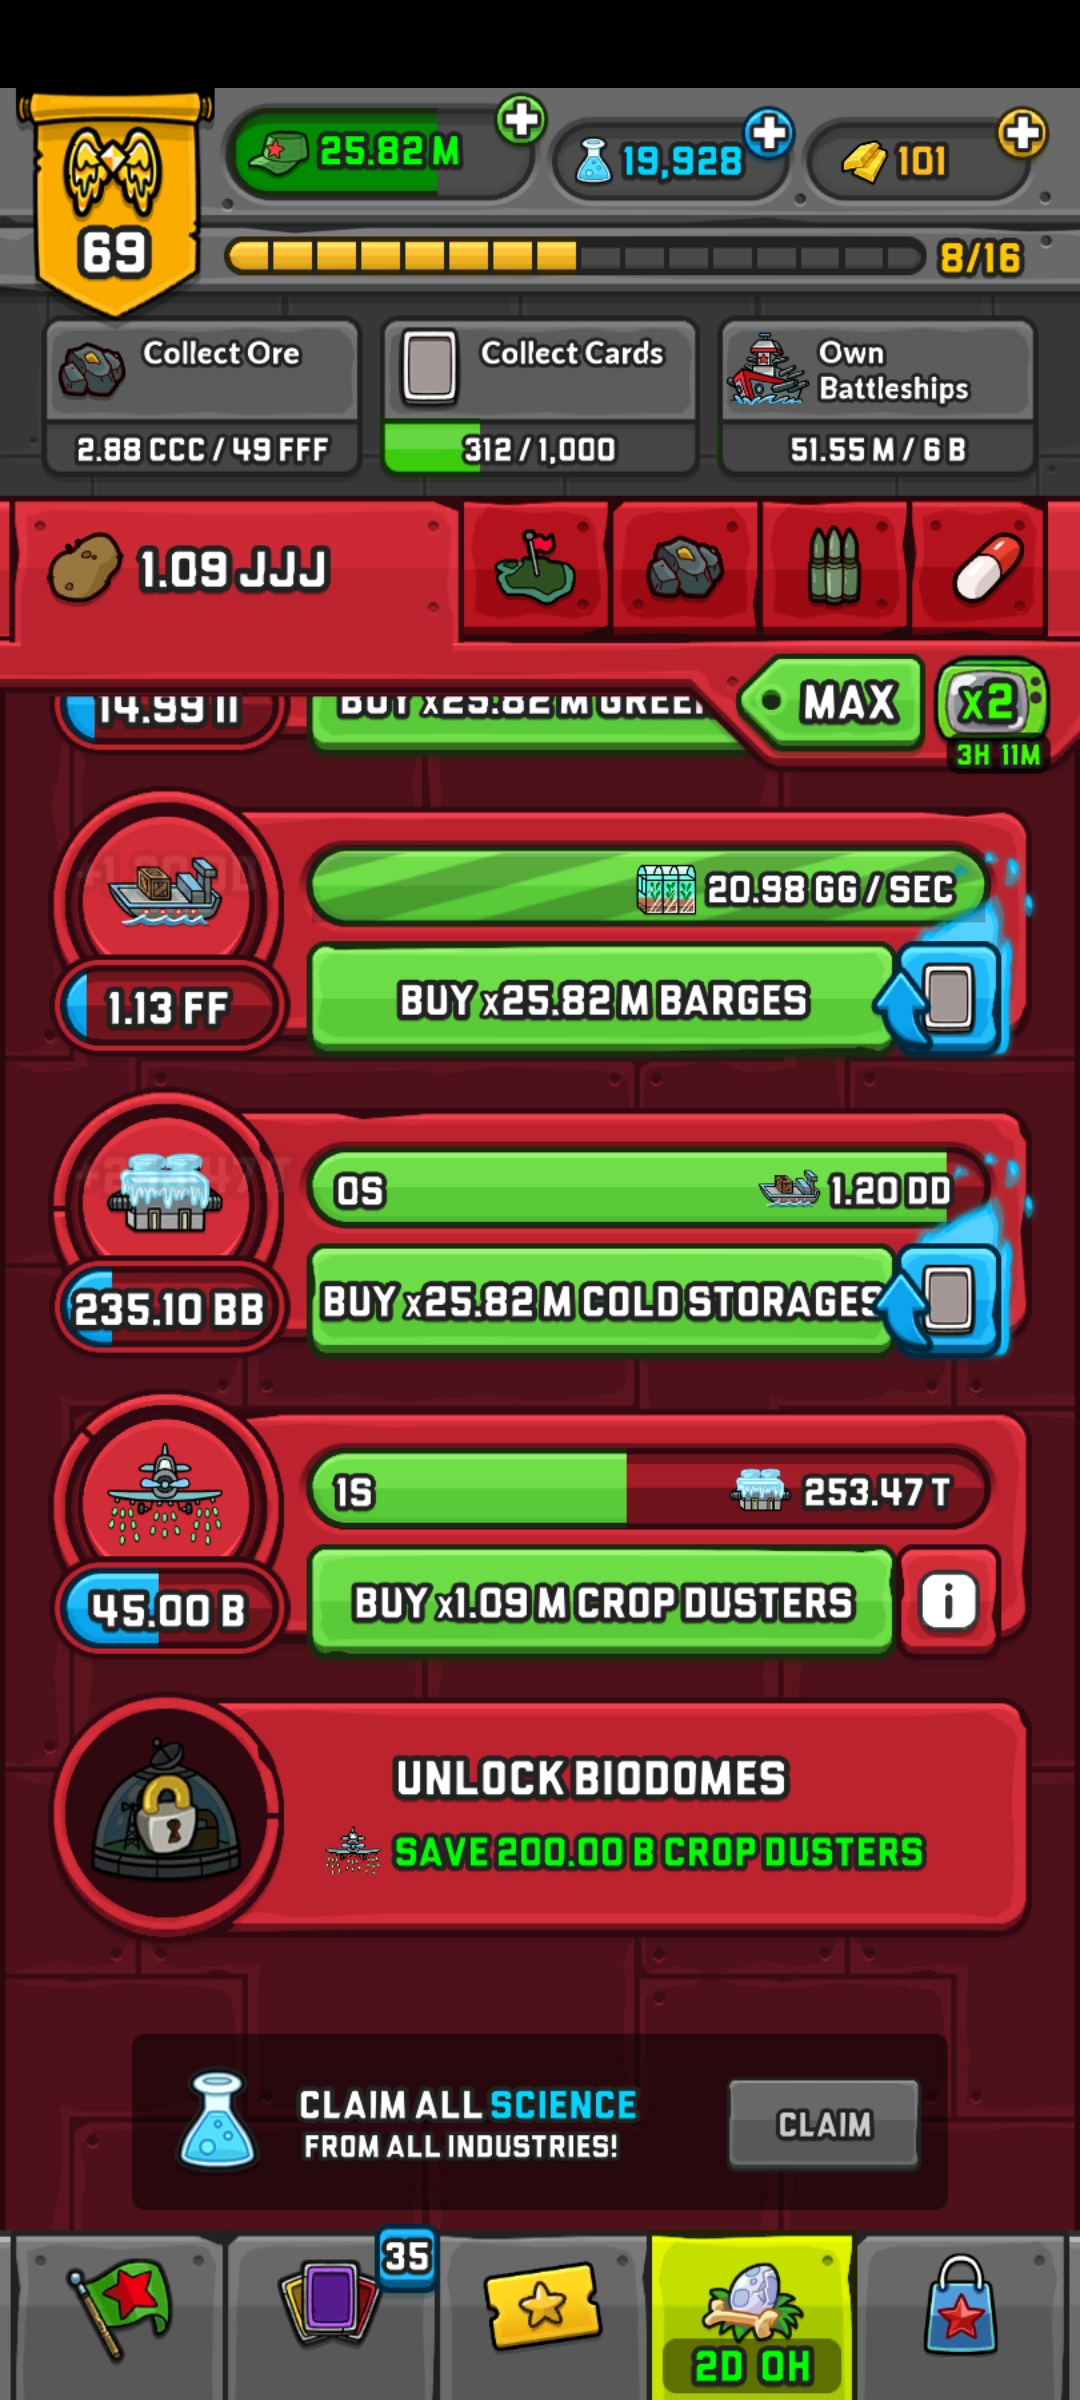 69
25.82 M
19,928
101
8/16
Collect Ore
2.88 CCC / 49 FFF
Collect Cards
312 / 1,000
Own
Battleships
51.55 M / 6 B
1.09 JJJ
MAX
x2
3H 11M
14.99 II
BUY x25.82 M
20.98 GG / SEC
1.13 FF
BUY x25.82 M BARGES
0S
1.20 DD
235.10 BB
BUY x25.82 M COLD STORAGES
1S
253.47 T
45.00 B
BUY x1.09 M CROP DUSTERS
i
UNLOCK BIODOMES
SAVE 200.00 B CROP DUSTERS
CLAIM ALL SCIENCE
FROM ALL INDUSTRIES!
CLAIM
35
2D 0H